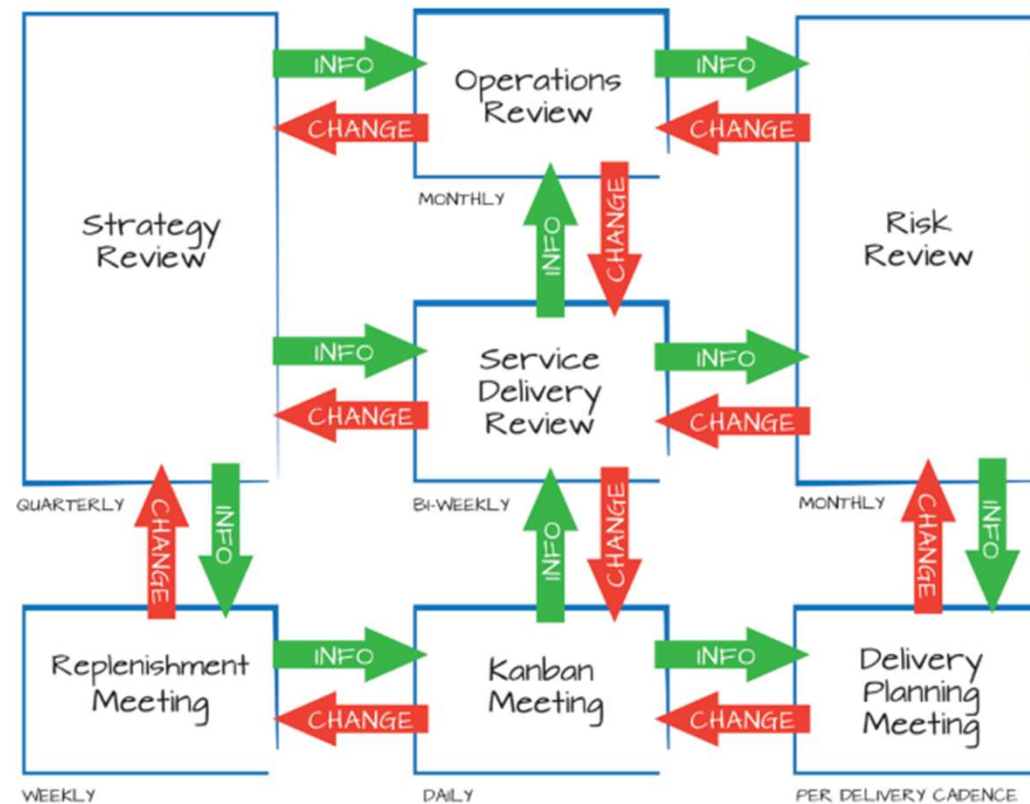 INFO
INFO
Operations
Review
CHANGE
CHANGE
MONTHLY
Strategy
Review
Risk
Review
INFO
CHANGE
INFO
INFO
Service
Delivery
Review
CHANGE
CHANGE
QUARTERLY
BI-WEEKLY
MONTHLY
CHANGE
INFO
INFO
CHANGE
CHANGE
INFO
Replenishment
Meeting
INFO
Kanban
Meeting
INFO
Delivery
Planning
Meeting
CHANGE
CHANGE
WEEKLY
DAILY
PER DELIVERY CADENCE